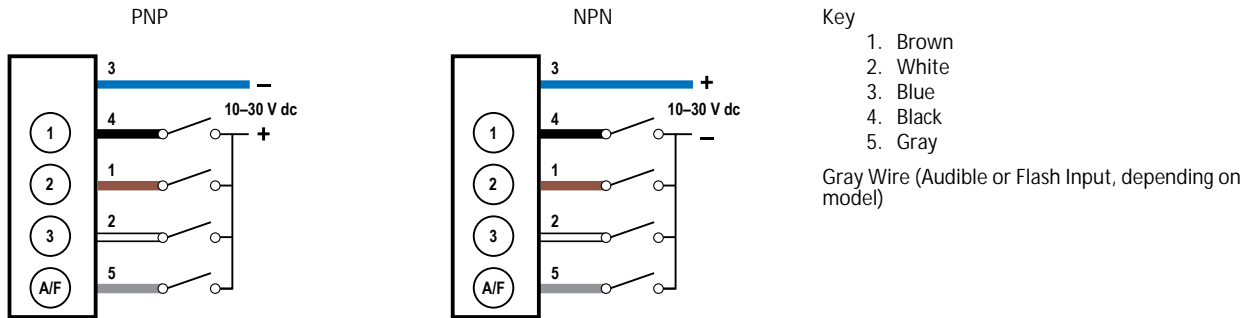 PNP
3
–
10–30 V dc
1
4
+
2
1
3
2
A/F
5
NPN
3
+
10–30 V dc
1
4
–
2
1
3
2
A/F
5
Key
1. Brown
2. White
3. Blue
4. Black
5. Gray
Gray Wire (Audible or Flash Input, depending on
model)